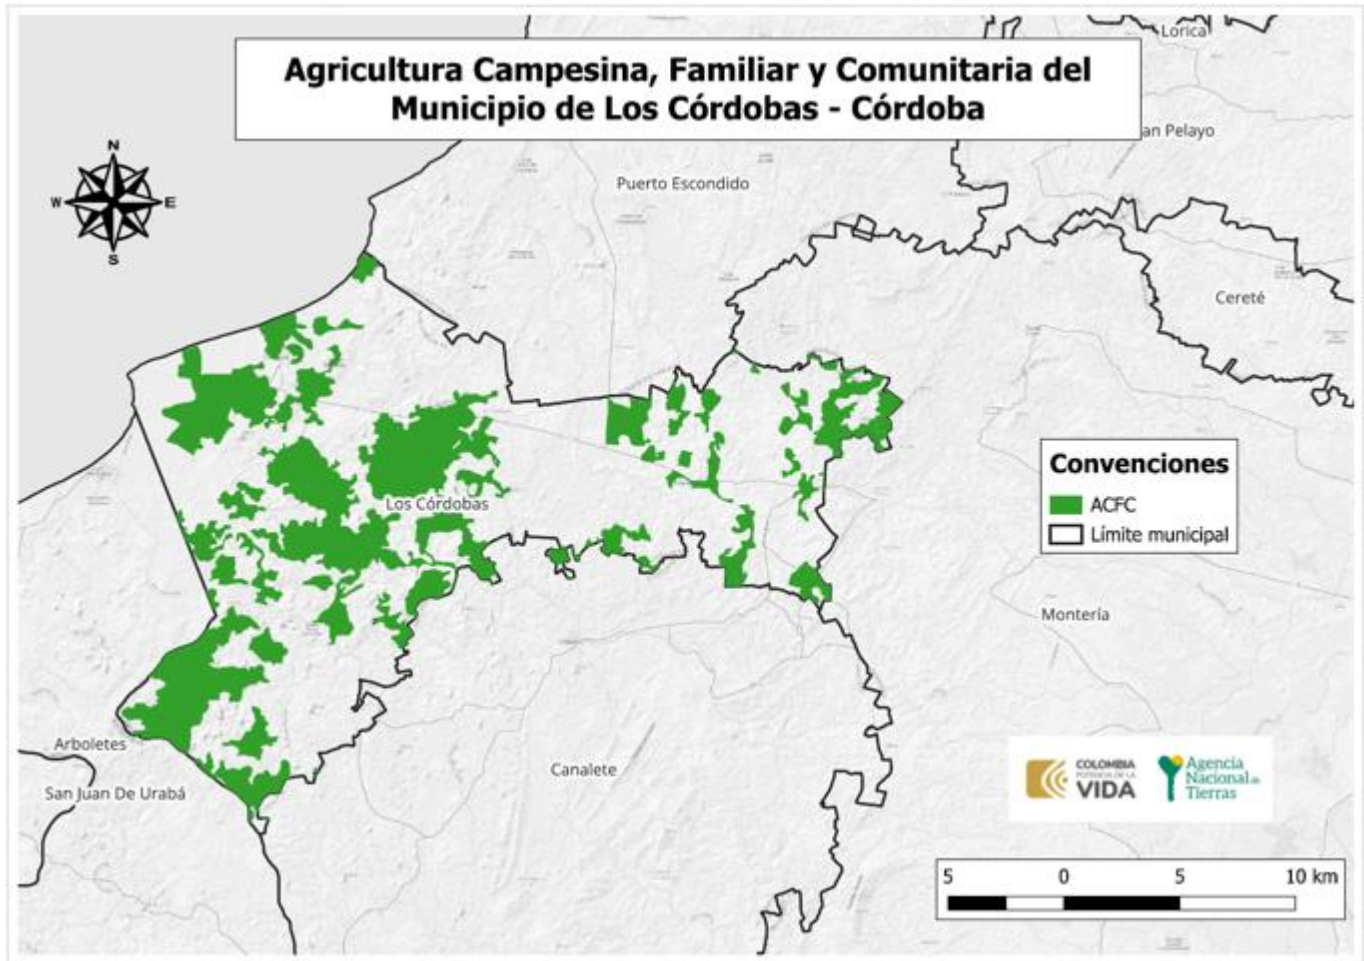 Agricultura Campesina, Familiar y Comunitaria del
Municipio de Los Córdobas - Córdoba
Lorica
an Pelayo
Puerto Escondido
N
W
E
S
Cereté
Convenciones
ACFC
Límite municipal
Los Córdobas
Montería
Arboletes
Canalete
San Juan De Urabá
COLOMBIA
POTENCIA DE LA
VIDA
Agencia
Nacional de
Tierras
5 0 5 10 km